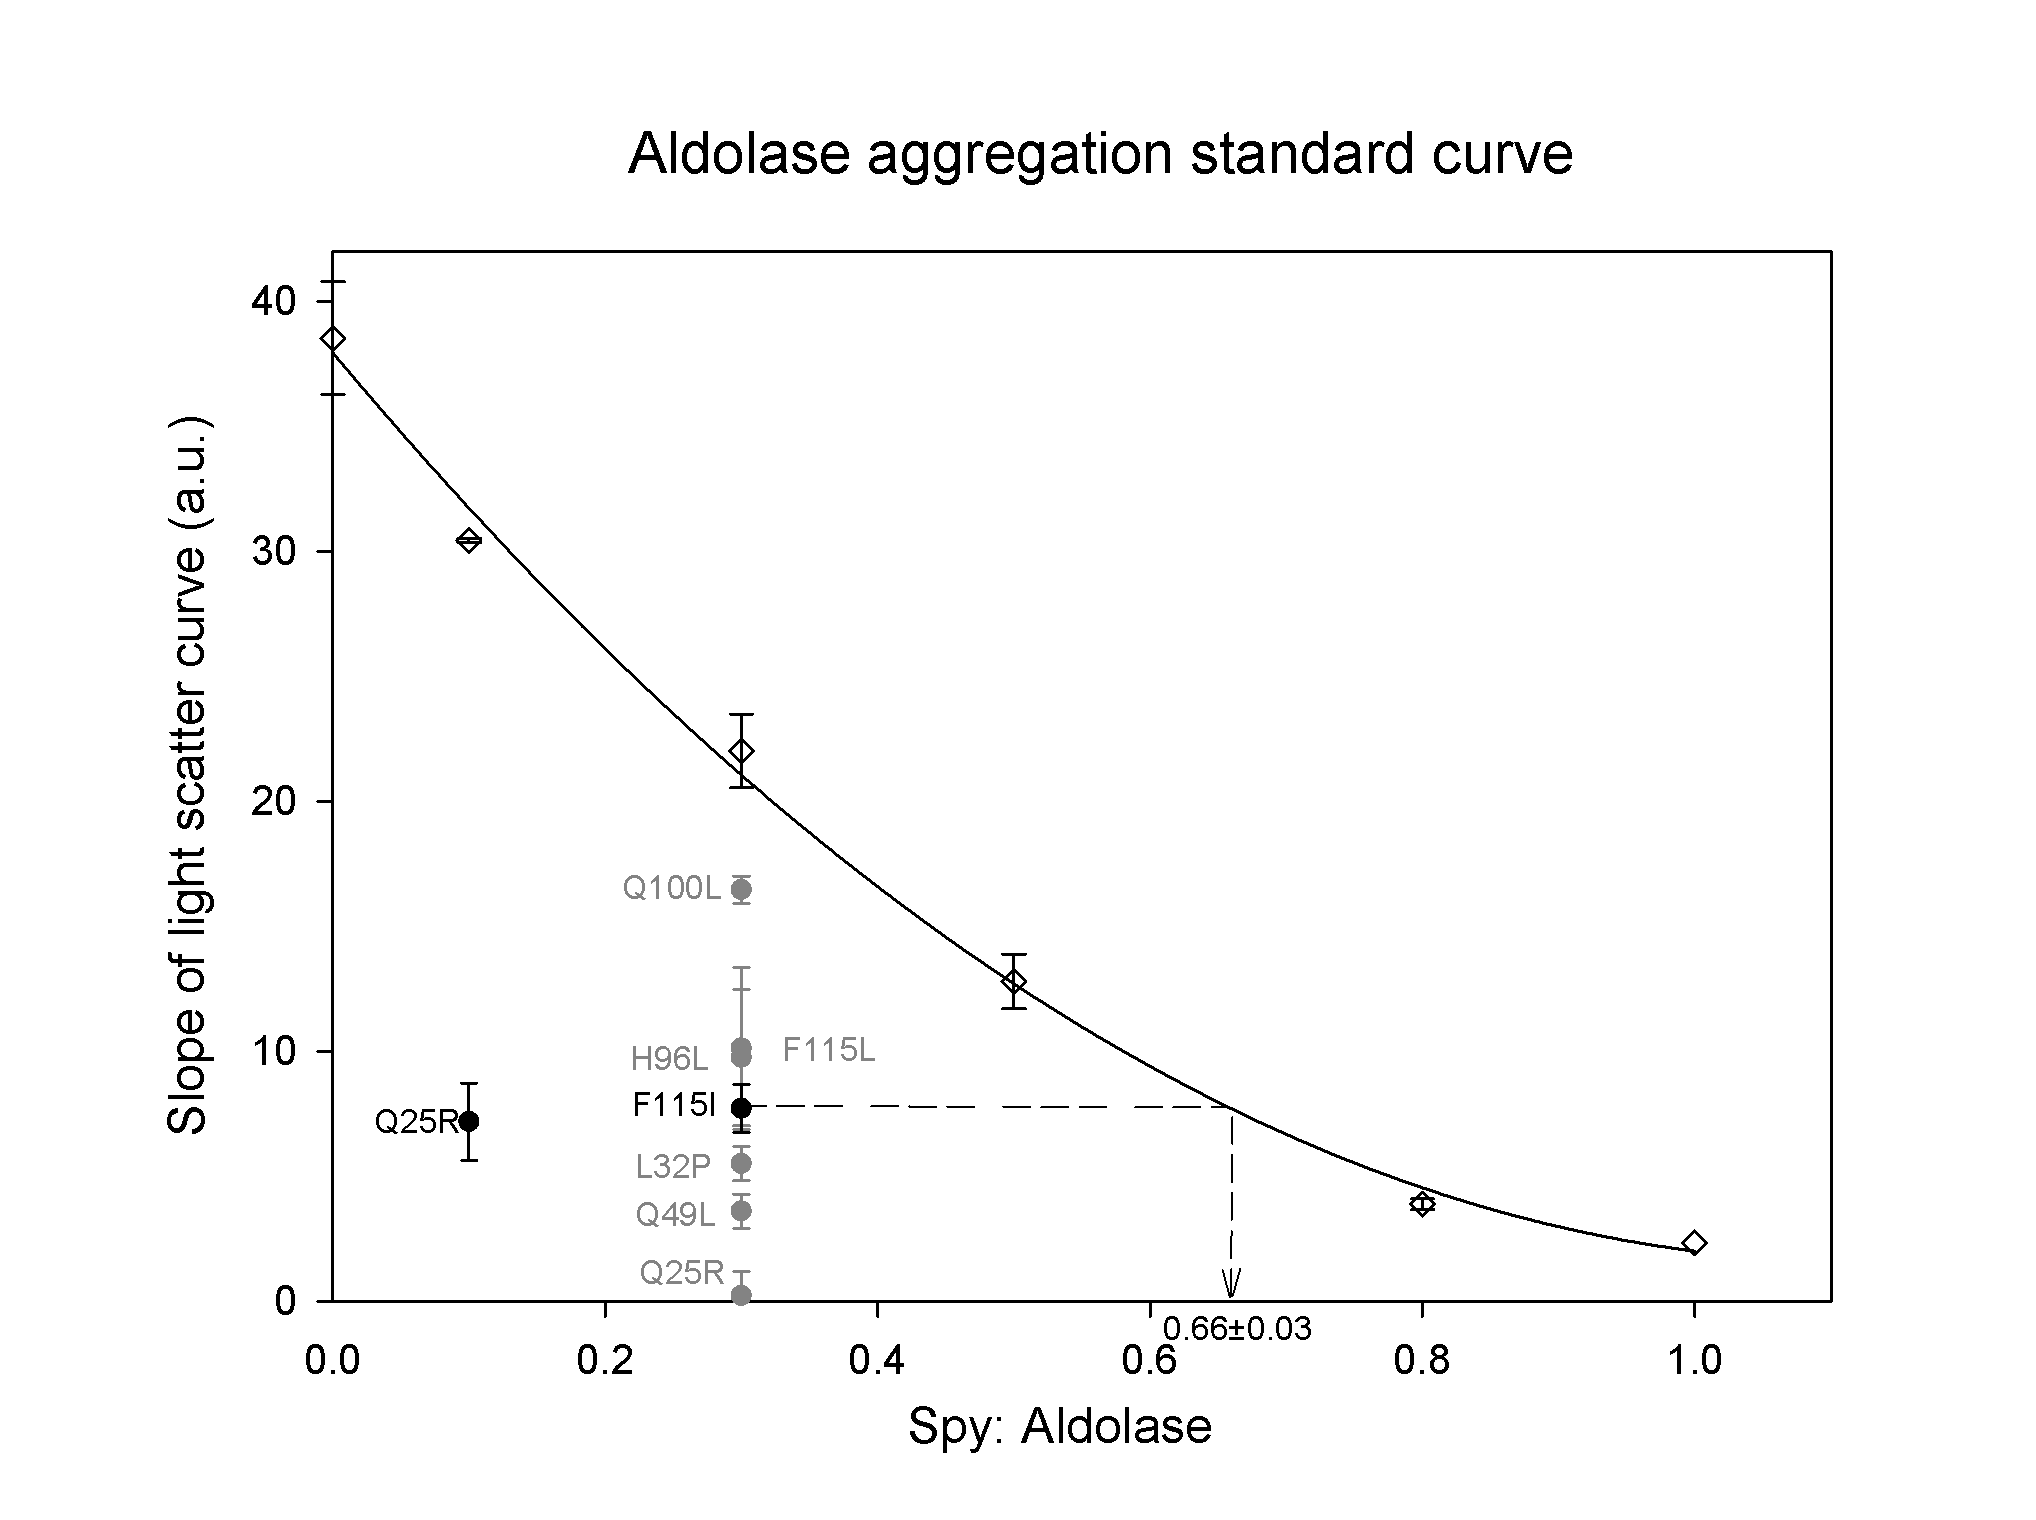 Aldolase aggregation standard curve
Slope of light scatter curve (a.u.)
40
30
20
10
0
Q100L
H96L
F115L
F115I
Q25R
L32P
Q49L
Q25R
0.66±0.03
0.0 0.2 0.4 0.6 0.8 1.0
Spy: Aldolase